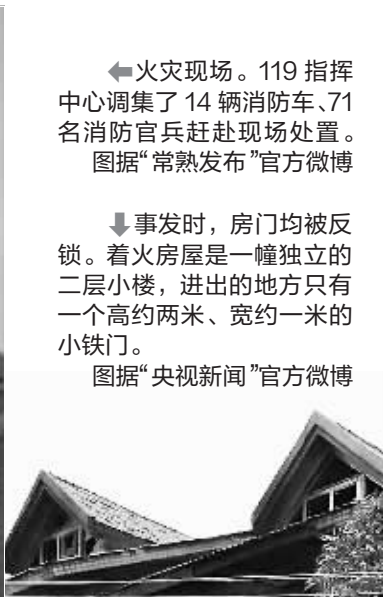 ⬅火灾现场。119 指挥
中心调集了 14 辆消防车、71
名消防官兵赶赴现场处置。
图据“常熟发布”官方微博
⬇事发时，房门均被反
锁。着火房屋是一幢独立的
二层小楼，进出的地方只有
一个高约两米、宽约一米的
小铁门。
图据“央视新闻”官方微博